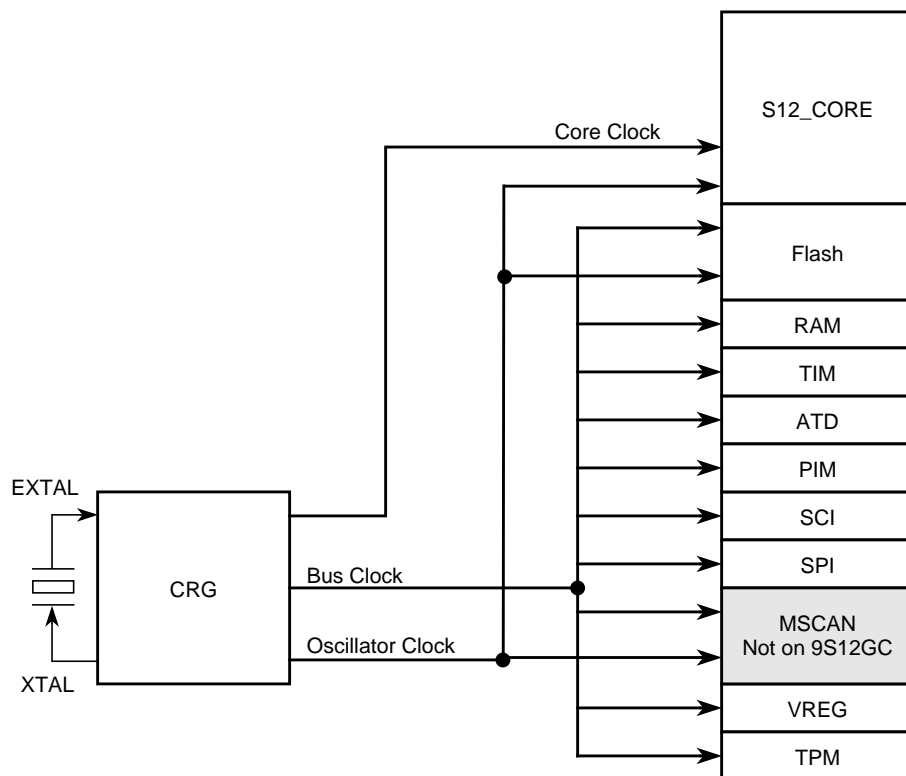 S12_CORE
Core Clock
Flash
RAM
TIM
ATD
PIM
EXTAL
SCI
SPI
CRG
Bus Clock
MSCAN
Not on 9S12GC
Oscillator Clock
XTAL
VREG
TPM